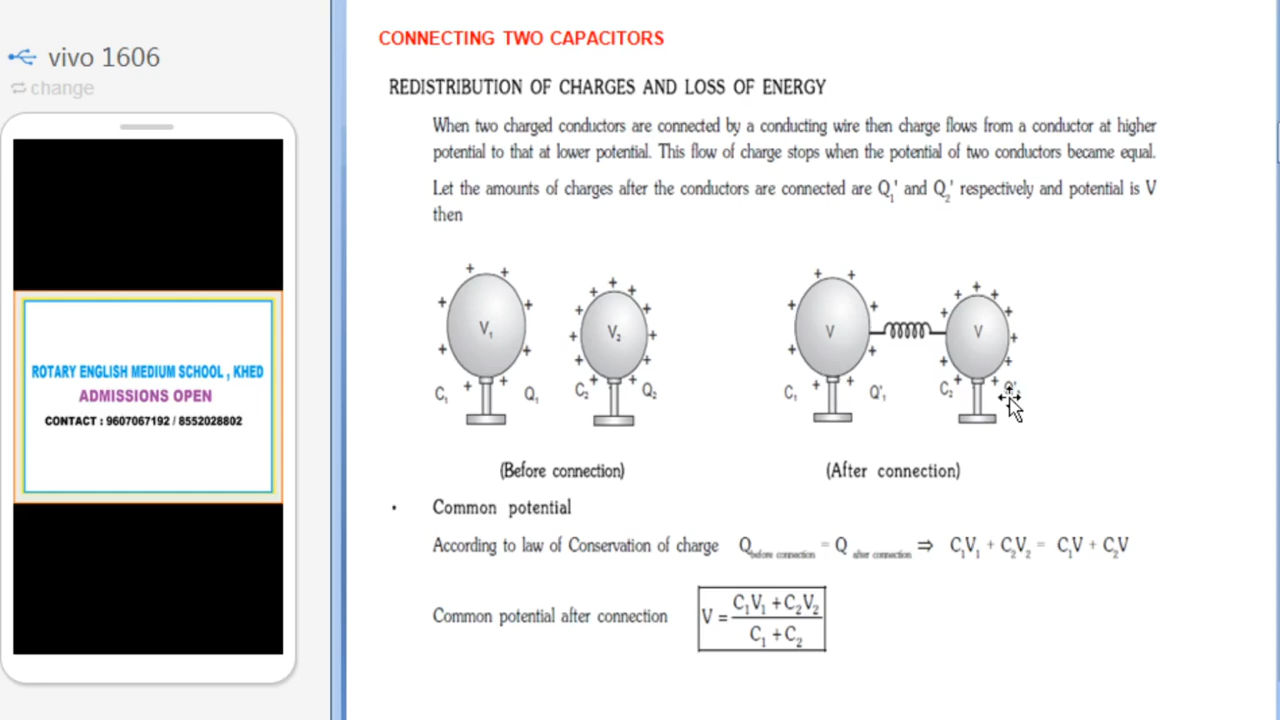 vivo 1606
change
ROTARY ENGLISH MEDIUM SCHOOL , KHED
ADMISSIONS OPEN
CONTACT : 9607067192 / 8552028802
CONNECTING TWO CAPACITORS
REDISTRIBUTION OF CHARGES AND LOSS OF ENERGY
When two charged conductors are connected by a conducting wire then charge flows from a conductor at higher
potential to that at lower potential. This flow of charge stops when the potential of two conductors became equal.
Let the amounts of charges after the conductors are connected are Q₁' and Q₂' respectively and potential is V
then
V₁ V₂ V V
C₁ Q₁ C₂ Q₂ C₁ Q'₁ C₂
(Before connection) (After connection)
• Common potential
According to law of Conservation of charge Q before connection = Q after connection ⇒ C₁V₁ + C₂V₂ = C₁V + C₂V
Common potential after connection V = C₁V₁ + C₂V₂
C₁ + C₂